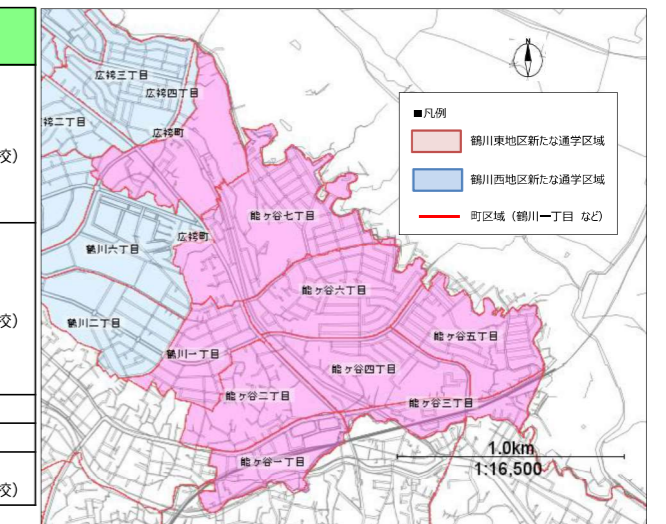 校)
校)
校)
広袴三丁目
広袴四丁目
袴二丁目
広袴町
能ヶ谷七丁目
広袴町
鶴川六丁目
能ヶ谷六丁目
鶴川二丁目
鶴川一丁目
能ヶ谷五丁目
能ヶ谷四丁目
能ヶ谷二丁目
能ヶ谷三丁目
能ヶ谷一丁目
N
■凡例
鶴川東地区新たな通学区域
鶴川西地区新たな通学区域
町区域(鶴川一丁目 など)
1.0km
1:16,500